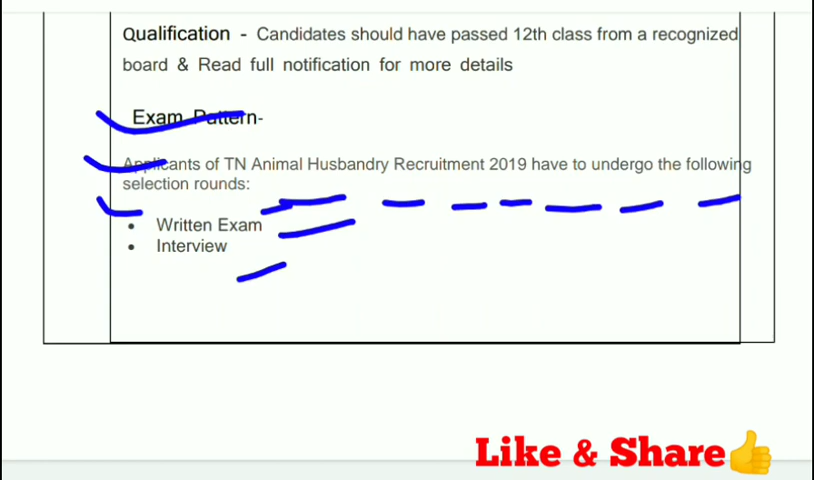 Qualification - Candidates should have passed 12th class from a recognized
board & Read full notification for more details
Exam Pattern-
Applicants of TN Animal Husbandry Recruitment 2019 have to undergo the following
selection rounds:
• Written Exam
• Interview
Like & Share👍